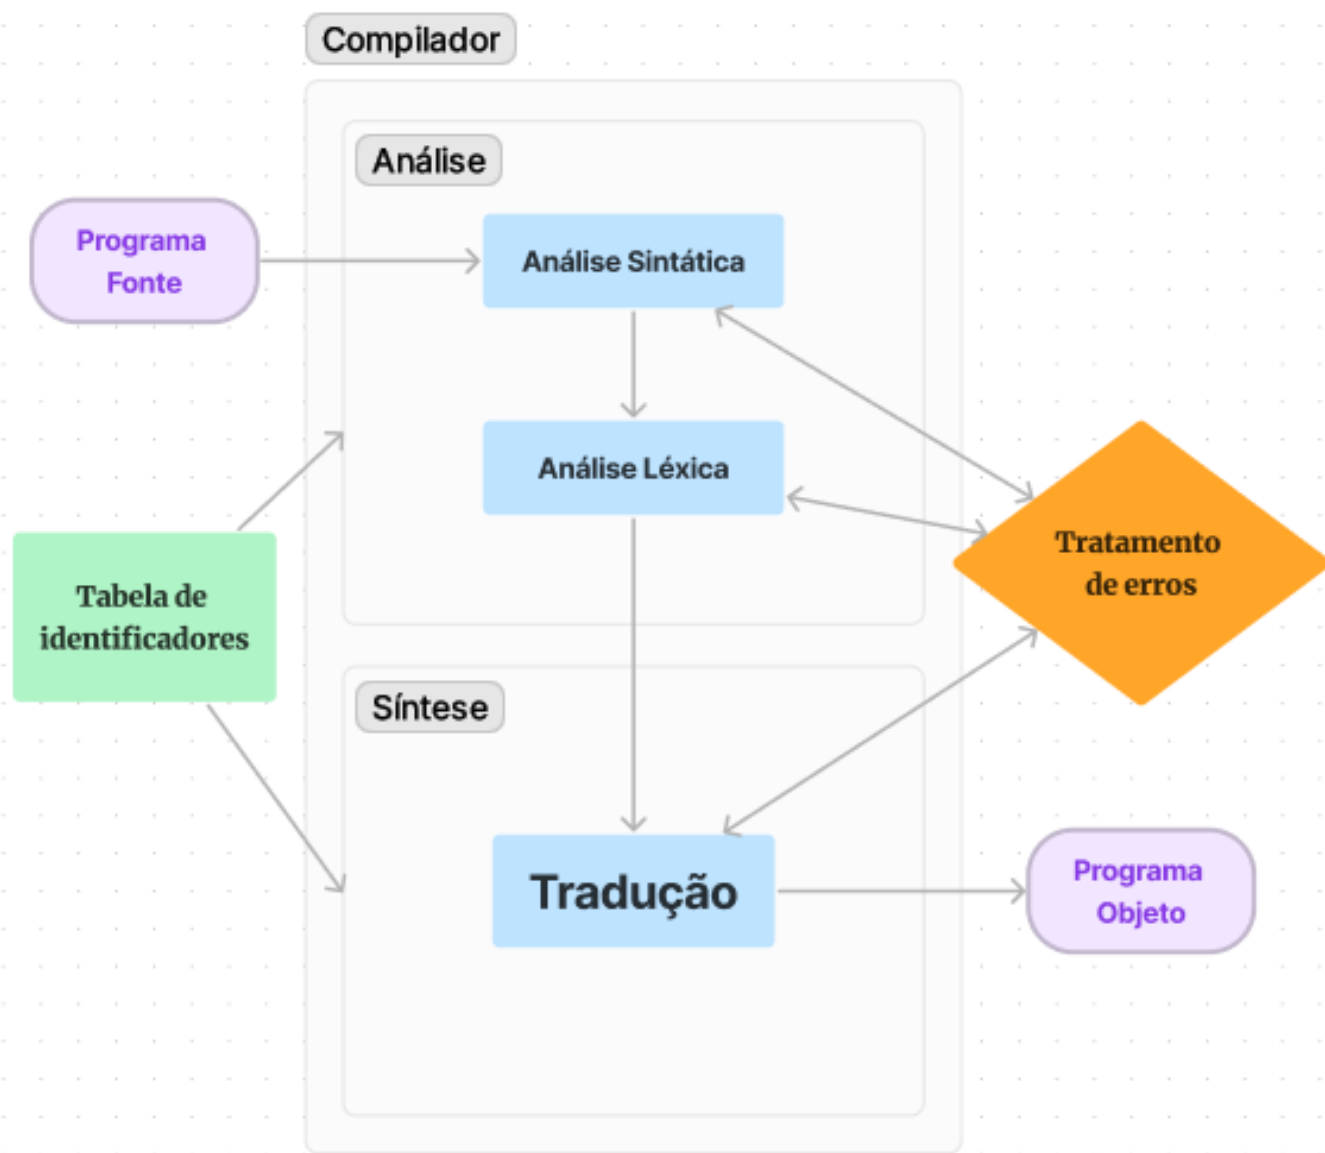 Compilador
Análise
Programa
Fonte
Análise Sintática
Análise Léxica
Tratamento
de erros
Tabela de
identificadores
Síntese
Tradução
Programa
Objeto